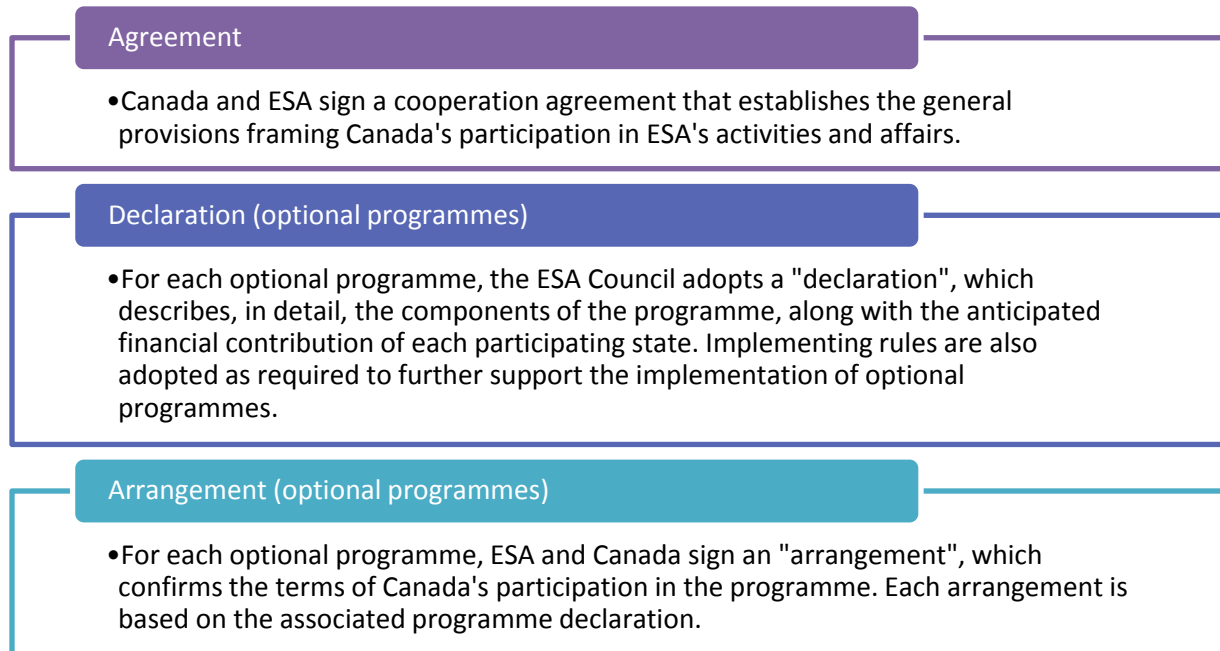 Agreement
•Canada and ESA sign a cooperation agreement that establishes the general
provisions framing Canada's participation in ESA's activities and affairs.
Declaration (optional programmes)
•For each optional programme, the ESA Council adopts a "declaration", which
describes, in detail, the components of the programme, along with the anticipated
financial contribution of each participating state. Implementing rules are also
adopted as required to further support the implementation of optional
programmes.
Arrangement (optional programmes)
•For each optional programme, ESA and Canada sign an "arrangement", which
confirms the terms of Canada's participation in the programme. Each arrangement is
based on the associated programme declaration.